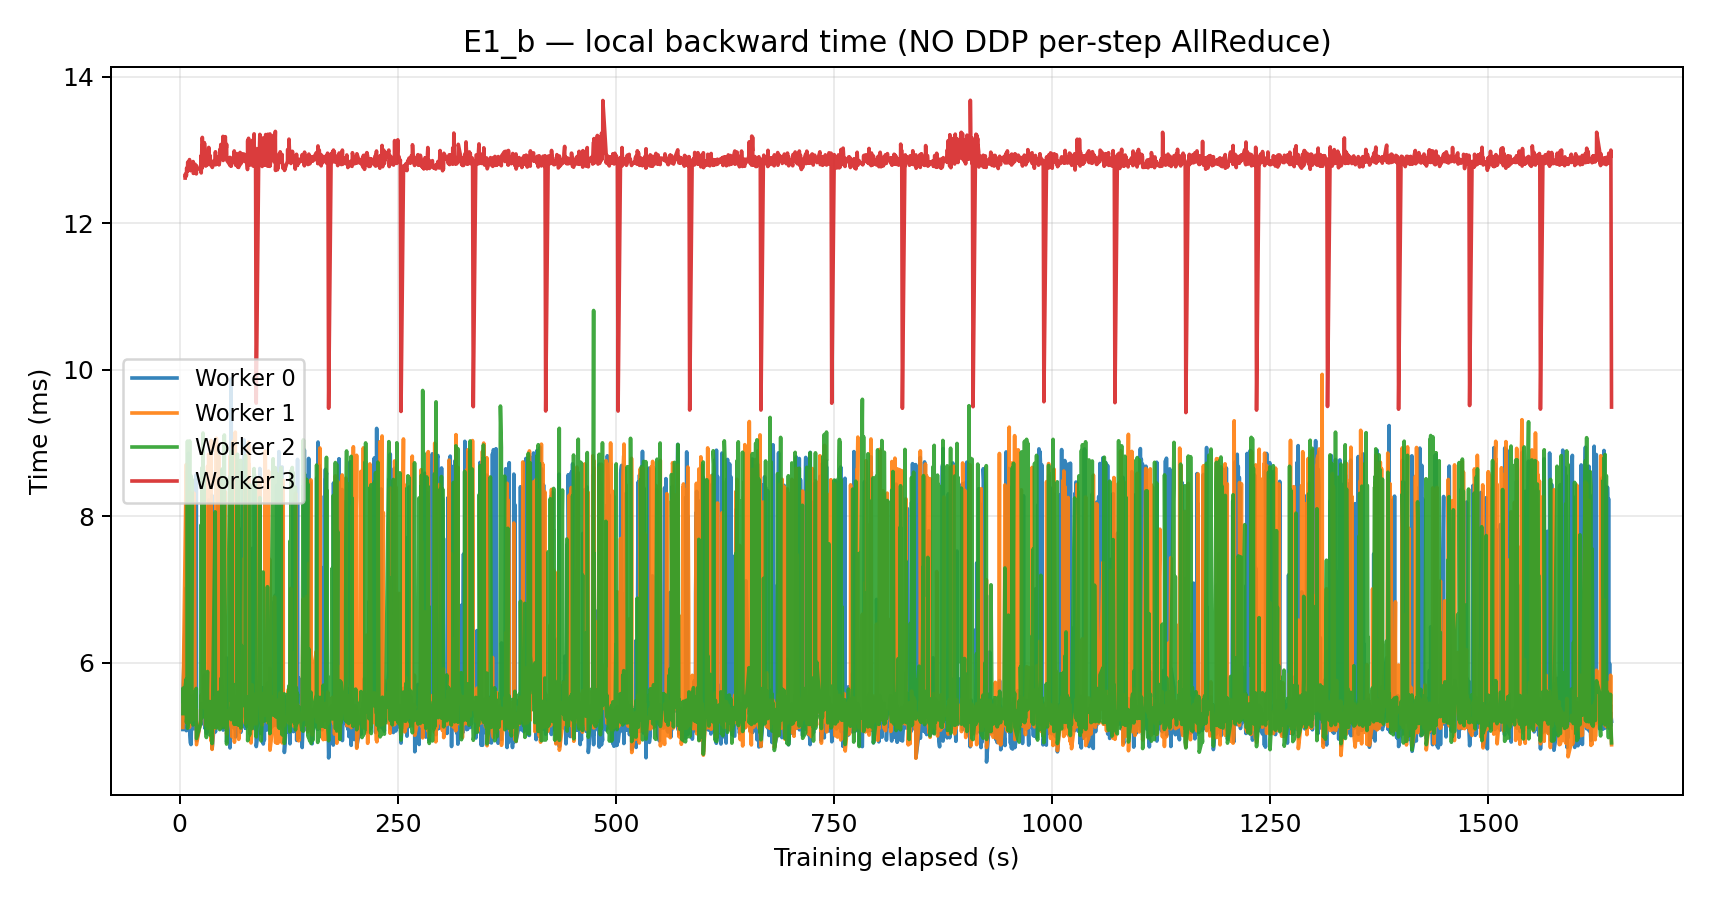 E1_b — local backward time (NO DDP per-step AllReduce)
Time (ms)
14
12
10
8
6
Worker 0
Worker 1
Worker 2
Worker 3
0 250 500 750 1000 1250 1500
Training elapsed (s)